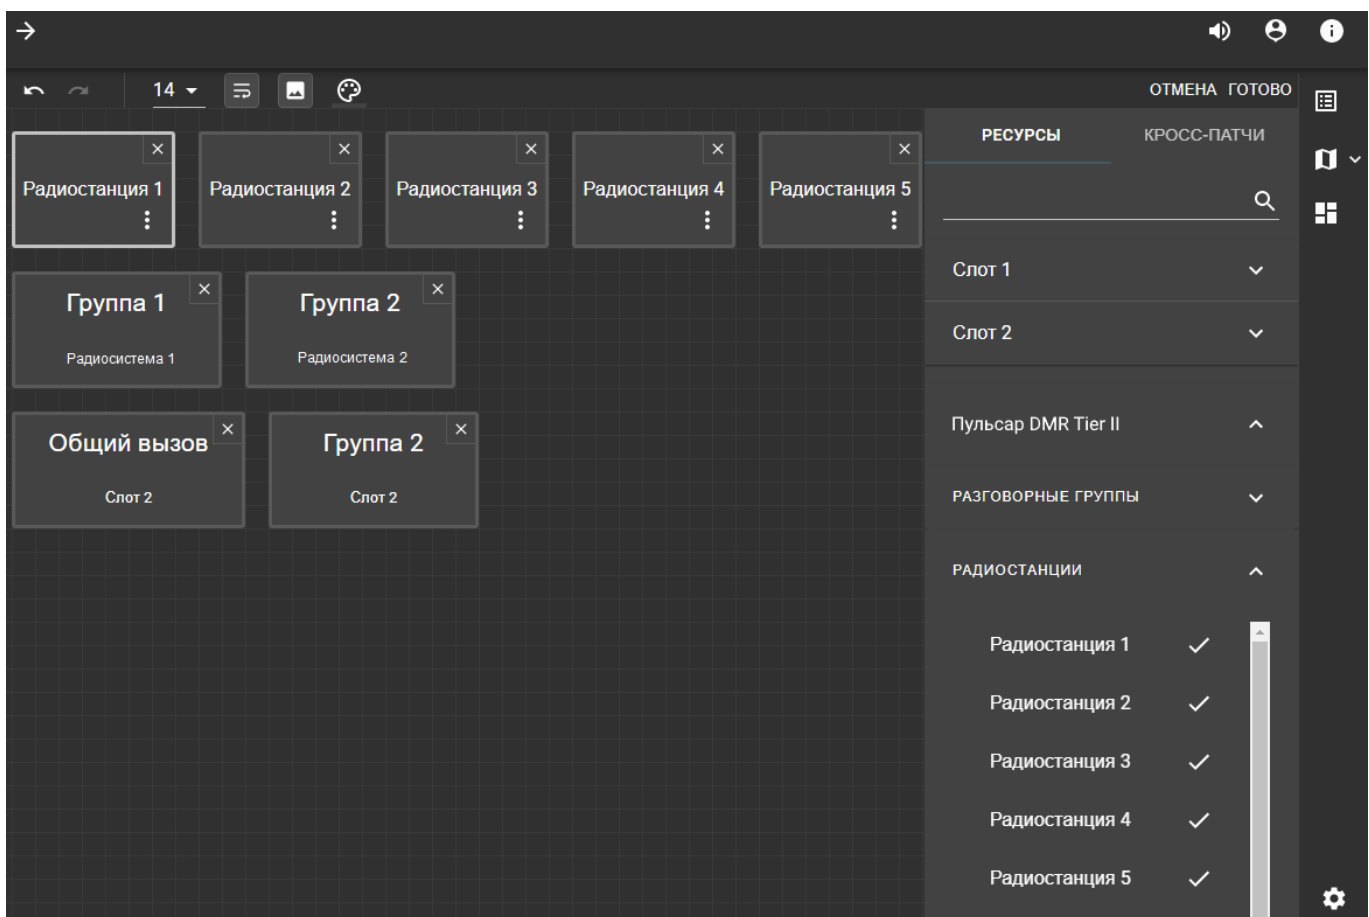 14
ОТМЕНА ГОТОВО
Радиостанция 1
Радиостанция 2
Радиостанция 3
Радиостанция 4
Радиостанция 5
Группа 1
Радиосистема 1
Группа 2
Радиосистема 2
Общий вызов
Слот 2
Группа 2
Слот 2
РЕСУРСЫ
КРОСС-ПАТЧИ
Слот 1
Слот 2
Пульсар DMR Tier II
РАЗГОВОРНЫЕ ГРУППЫ
РАДИОСТАНЦИИ
Радиостанция 1
Радиостанция 2
Радиостанция 3
Радиостанция 4
Радиостанция 5